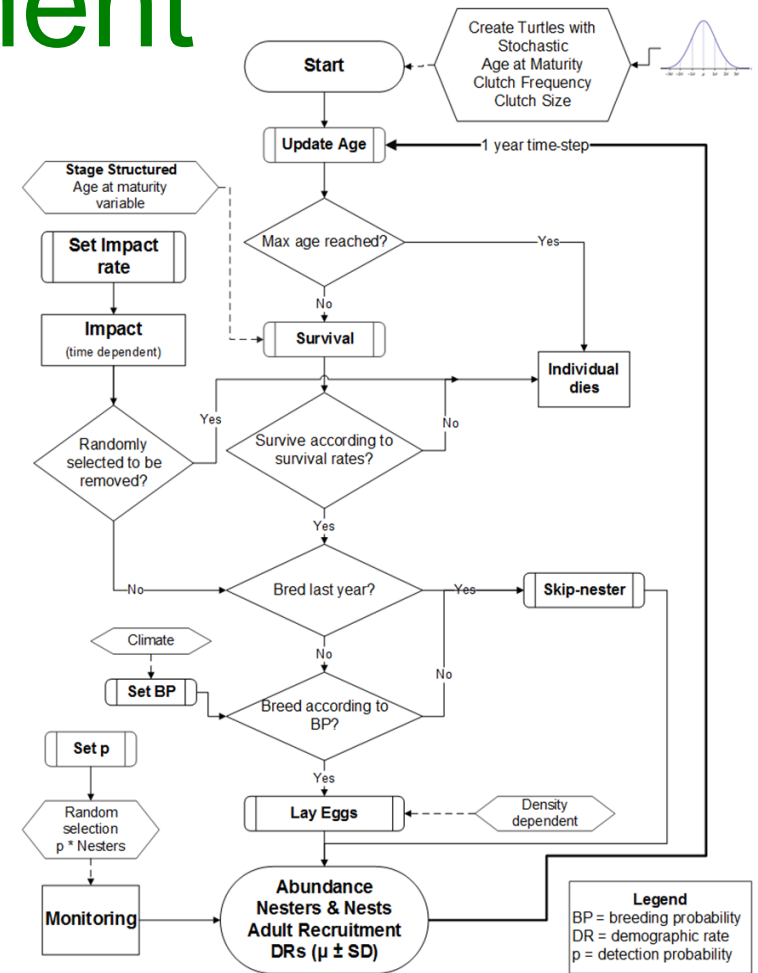 Start
Create Turtles with
Stochastic
Age at Maturity
Clutch Frequency
Clutch Size
Update Age
1 year time-step
Stage Structured
Age at maturity
variable
Max age reached?
Yes
Set Impact
rate
No
Impact
(time dependent)
Survival
Individual
dies
Yes
No
Randomly
selected to be
removed?
Survive according to
survival rates?
Yes
No
Bred last year?
Yes
Skip-nester
Climate
No
Set BP
No
Breed according to
BP?
Set p
Yes
Random
selection
p * Nesters
Lay Eggs
Density
dependent
Monitoring
Abundance
Nesters & Nests
Adult Recruitment
DRs (μ ± SD)
Legend
BP = breeding probability
DR = demographic rate
p = detection probability